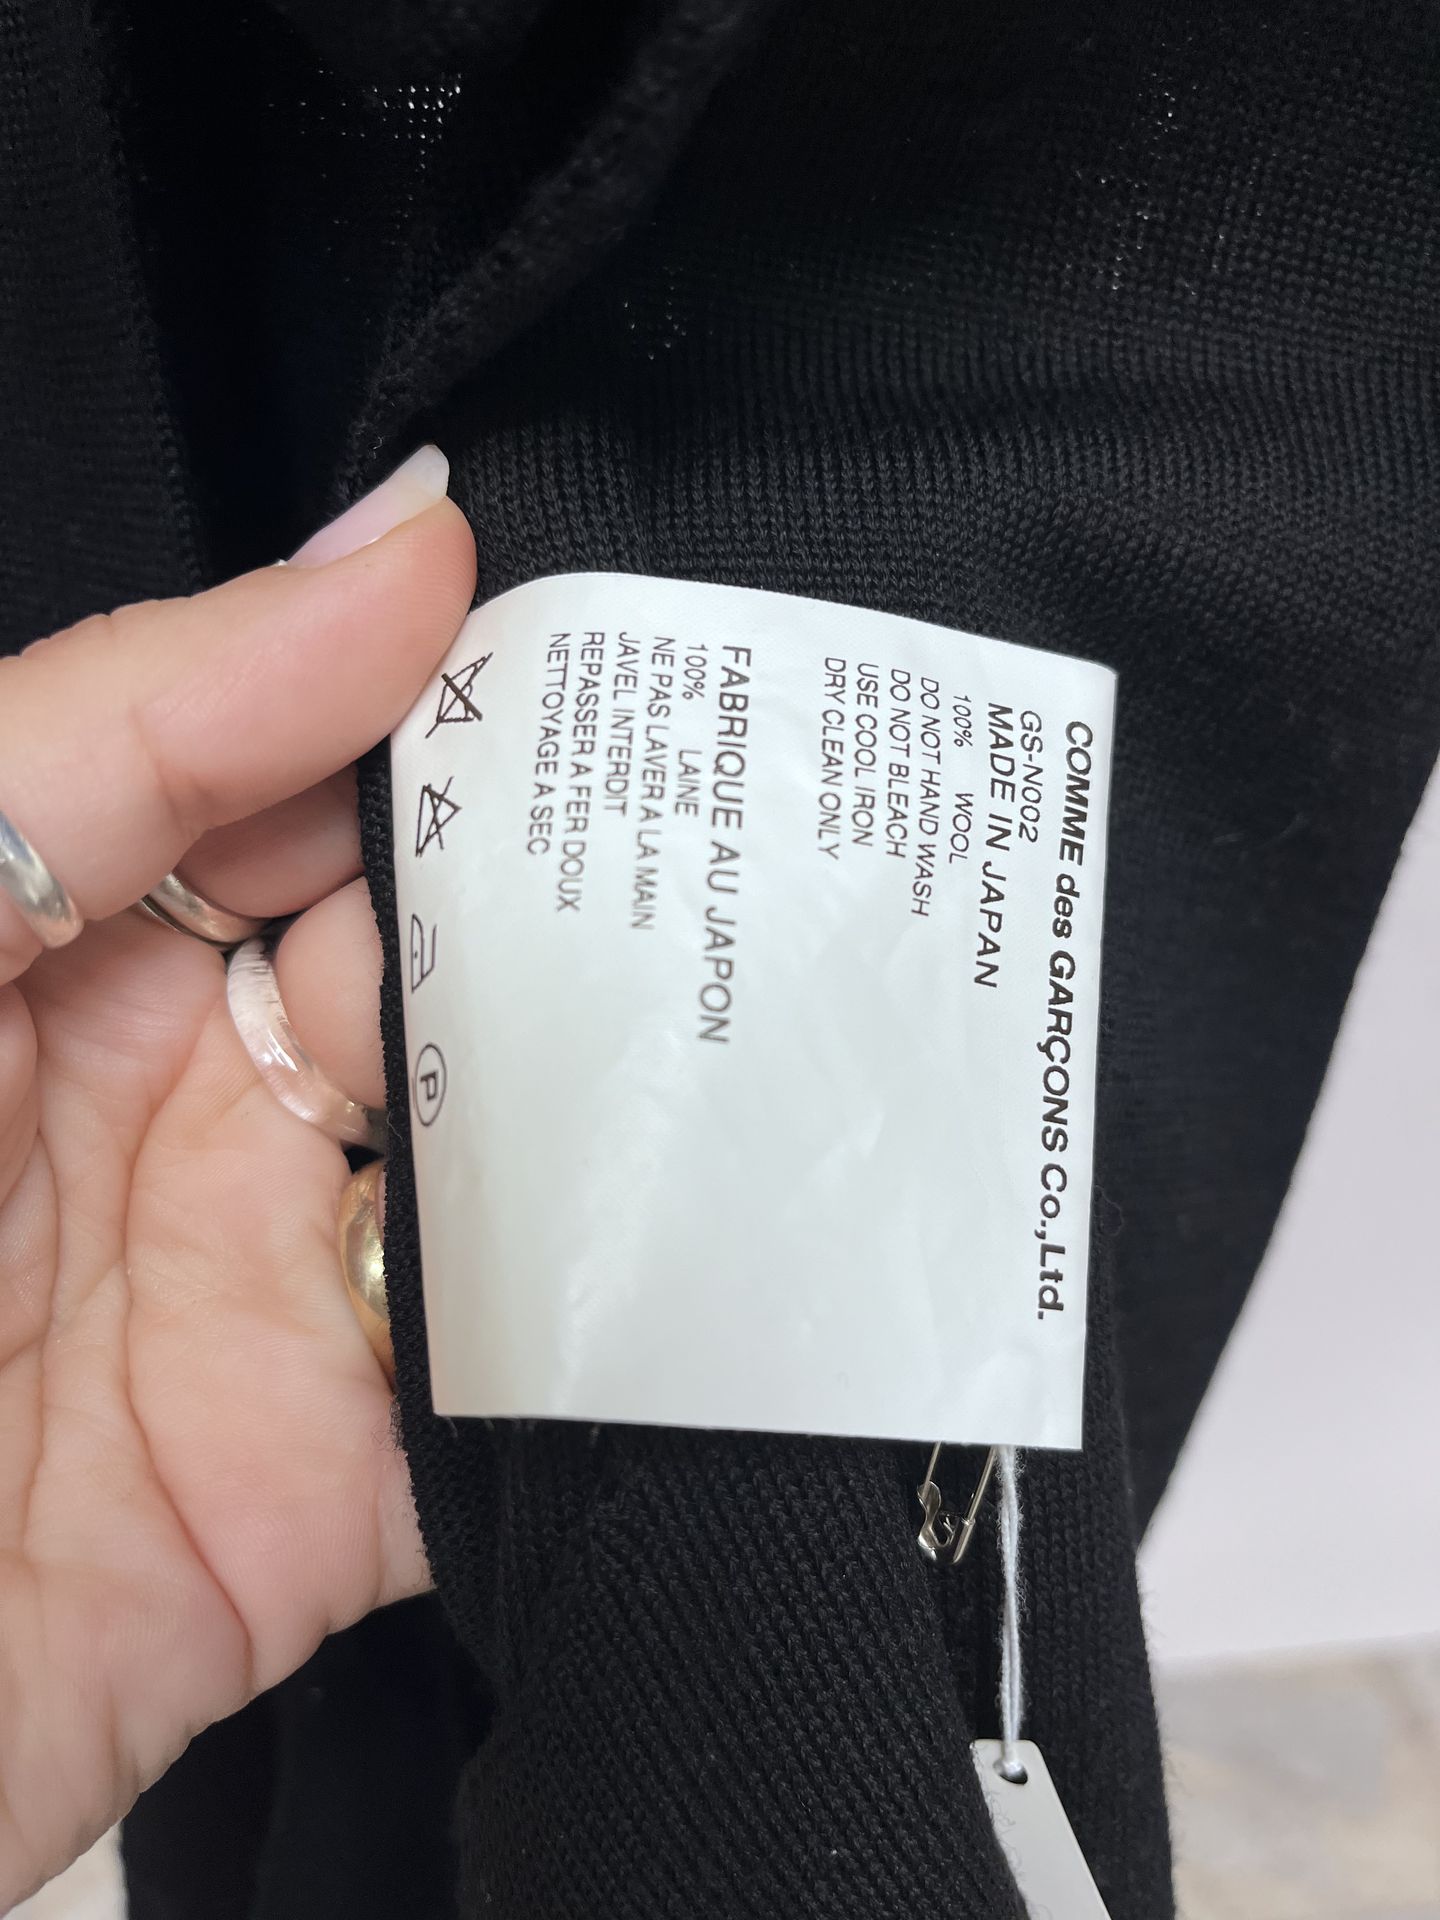 COMME des GARÇONS Co.,Ltd.
GS-N002
MADE IN JAPAN
100% WOOL
DO NOT HAND WASH
DO NOT BLEACH
USE COOL IRON
DRY CLEAN ONLY
FABRIQUE AU JAPON
100% LAINE
NE PAS LAVER A LA MAIN
JAVEL INTERDIT
REPASSER A FER DOUX
NETTOYAGE A SEC
P